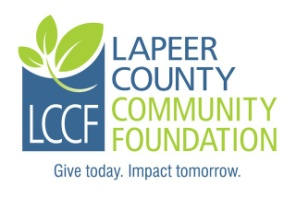 LCCF
LAPEER
COUNTY
COMMUNITY
FOUNDATION
Give today. Impact tomorrow.